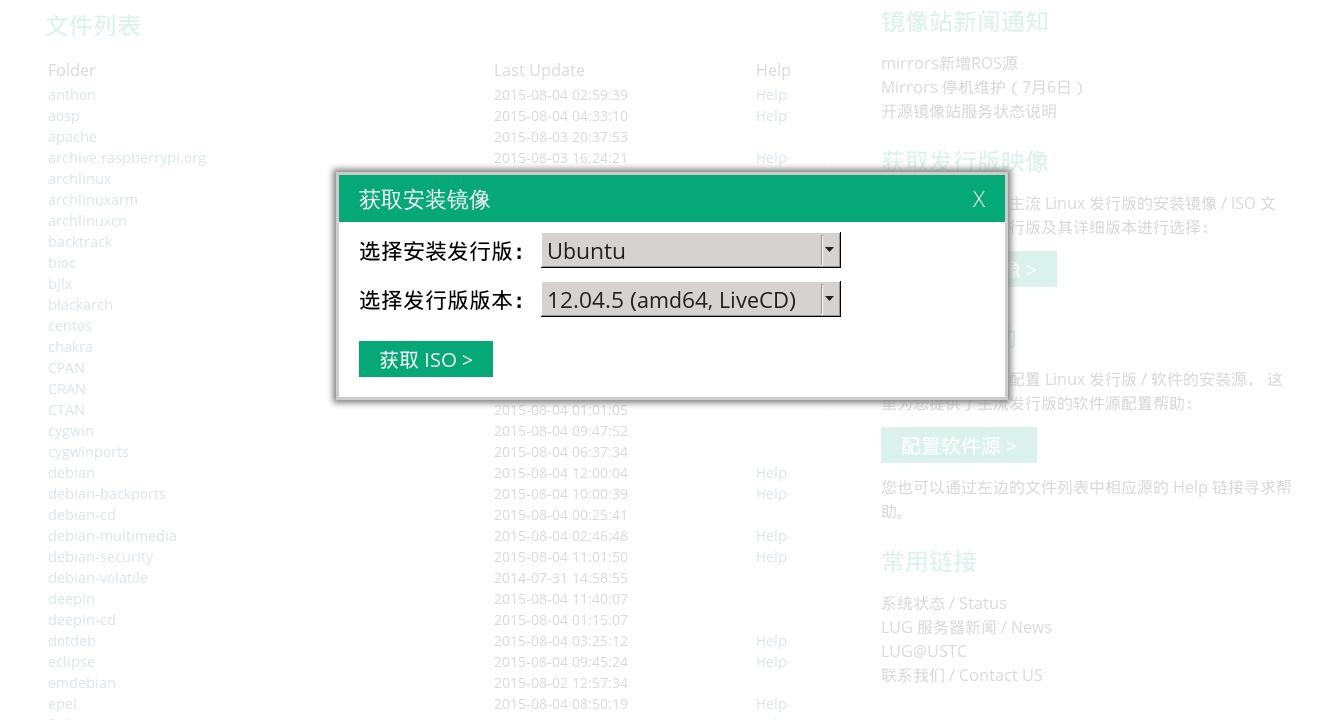 文件列表
Folder Last Update Help
anthon 2015-08-04 02:59:39 Help
aosp 2015-08-04 04:33:10 Help
apache 2015-08-03 20:37:53
archive.raspberrypi.org 2015-08-03 16:24:21 Help
archlinux
archlinuxarm
archlinuxcn
backtrack
bioc
bjlx
blackarch
centos
chakra
CPAN
CRAN
CTAN 2015-08-04 01:01:05
cygwin 2015-08-04 09:47:52
cygwinports 2015-08-04 06:37:34
debian 2015-08-04 12:00:04 Help
debian-backports 2015-08-04 10:00:39 Help
debian-cd 2015-08-04 00:25:41
debian-multimedia 2015-08-04 02:46:48 Help
debian-security 2015-08-04 11:01:50 Help
debian-volatile 2014-07-31 14:58:55
deepin 2015-08-04 11:40:07
deepin-cd 2015-08-04 01:15:07
dotdeb 2015-08-04 03:25:12 Help
eclipse 2015-08-04 09:45:24 Help
emdebian 2015-08-02 12:57:34
epel 2015-08-04 08:50:19 Help
获取安装镜像 X
选择安装发行版： Ubuntu
选择发行版版本： 12.04.5 (amd64, LiveCD)
获取 ISO >
镜像站新闻通知
mirrors新增ROS源
Mirrors 停机维护（7月6日）
开源镜像站服务状态说明
获取发行版映像
主流 Linux 发行版的安装镜像 / ISO 文
行版及其详细版本进行选择：
>
配置 Linux 发行版 / 软件的安装源， 这
里为您提供了主流发行版的软件源配置帮助：
配置软件源 >
您也可以通过左边的文件列表中相应源的 Help 链接寻求帮
助。
常用链接
系统状态 / Status
LUG 服务器新闻 / News
LUG@USTC
联系我们 / Contact US